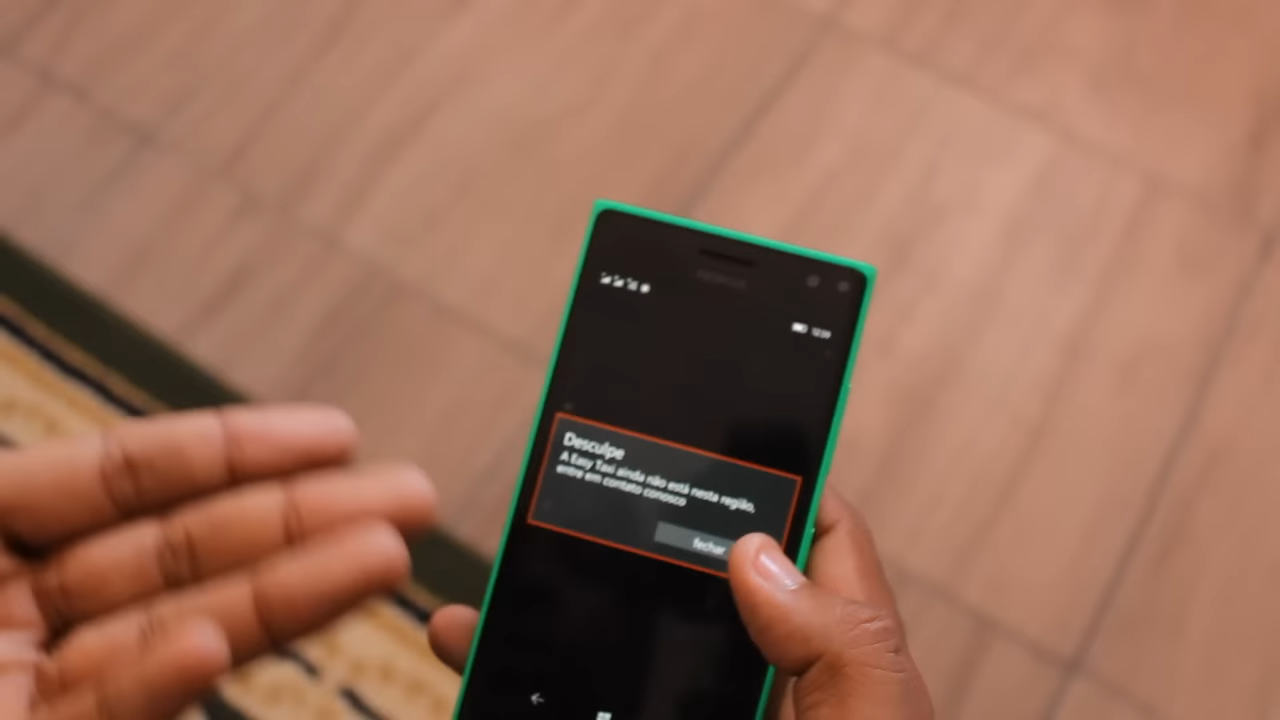 Desculpe
A Easy Taxi ainda não está nesta região,
entre em contato conosco
fechar